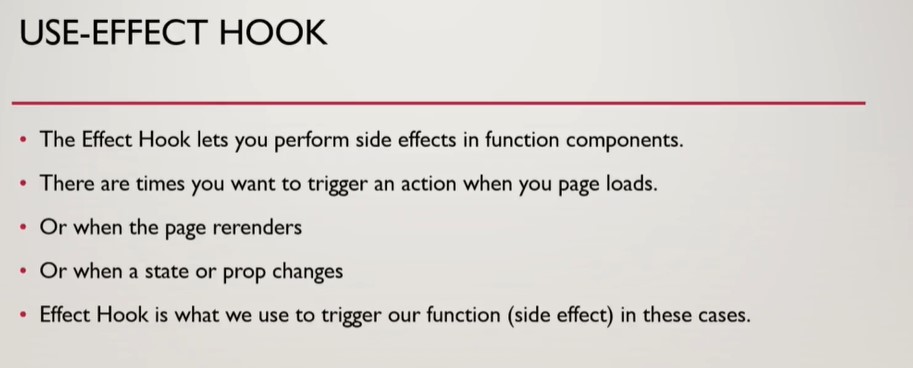 USE-EFFECT HOOK
• The Effect Hook lets you perform side effects in function components.
• There are times you want to trigger an action when you page loads.
• Or when the page rerenders
• Or when a state or prop changes
• Effect Hook is what we use to trigger our function (side effect) in these cases.